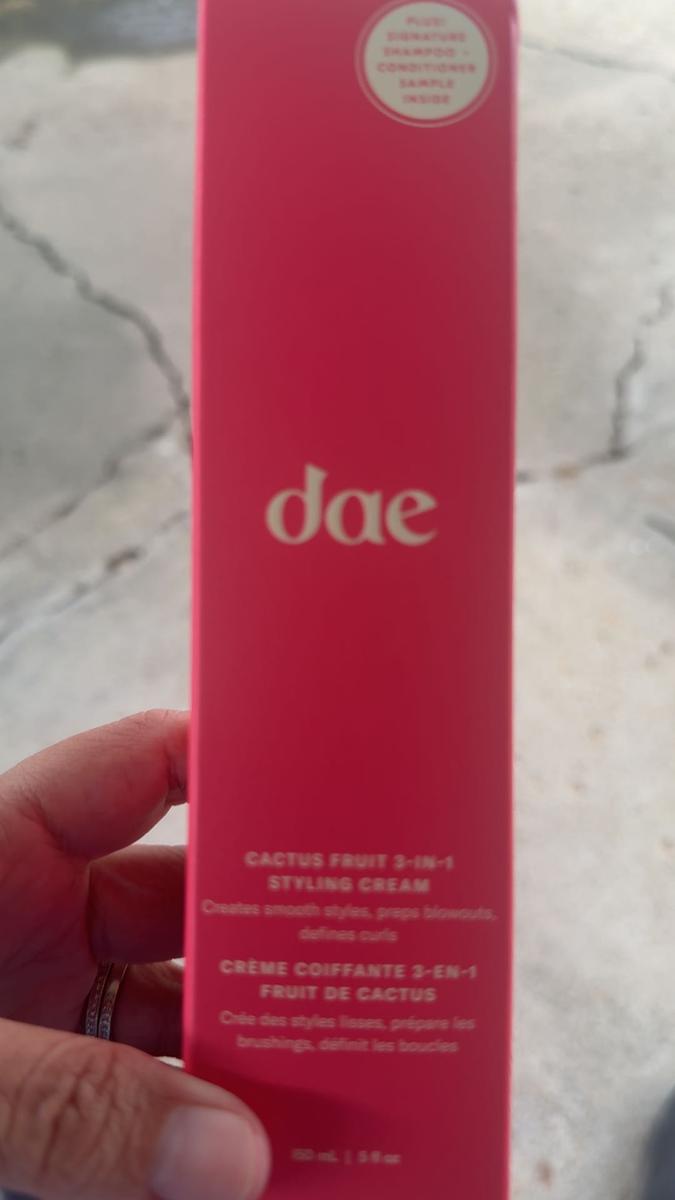 PLUS!
SIGNATURE
SHAMPOO +
CONDITIONER
SAMPLE
INSIDE
dae
CACTUS FRUIT 3-IN-1
STYLING CREAM
Creates smooth styles, preps blowouts,
defines curls
CRÈME COIFFANTE 3-EN-1
FRUIT DE CACTUS
Crée des styles lisses, prépare les
brushings, définit les boucles
150 mL | 5 fl oz